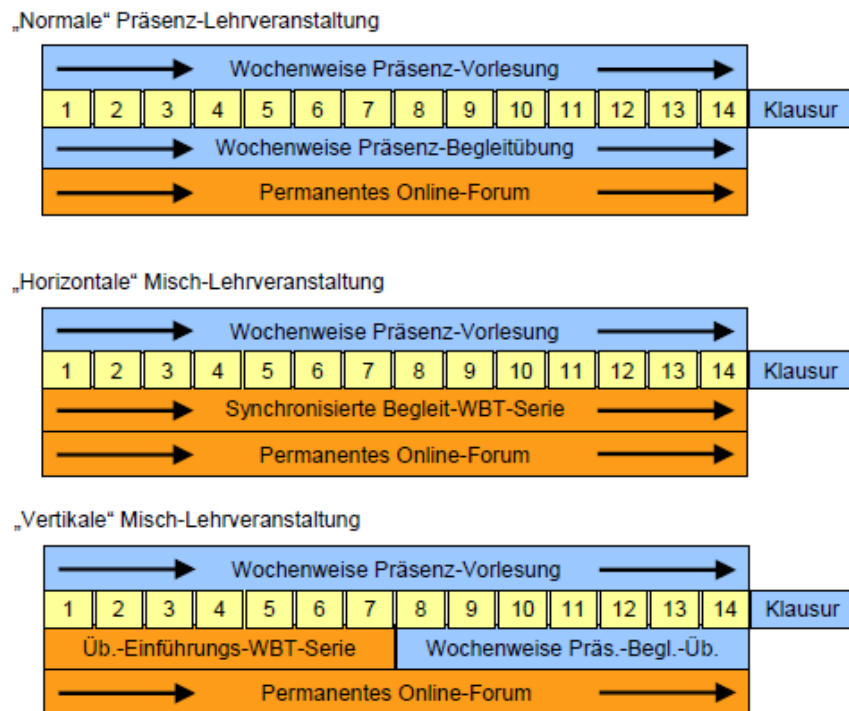 „Normale“ Präsenz-Lehrveranstaltung
Wochenweise Präsenz-Vorlesung
1 2 3 4 5 6 7 8 9 10 11 12 13 14 Klausur
Wochenweise Präsenz-Begleitübung
Permanentes Online-Forum
„Horizontale“ Misch-Lehrveranstaltung
Wochenweise Präsenz-Vorlesung
1 2 3 4 5 6 7 8 9 10 11 12 13 14 Klausur
Synchronisierte Begleit-WBT-Serie
Permanentes Online-Forum
„Vertikale“ Misch-Lehrveranstaltung
Wochenweise Präsenz-Vorlesung
1 2 3 4 5 6 7 8 9 10 11 12 13 14 Klausur
Üb.-Einführungs-WBT-Serie Wochenweise Präs.-Begl.-Üb.
Permanentes Online-Forum